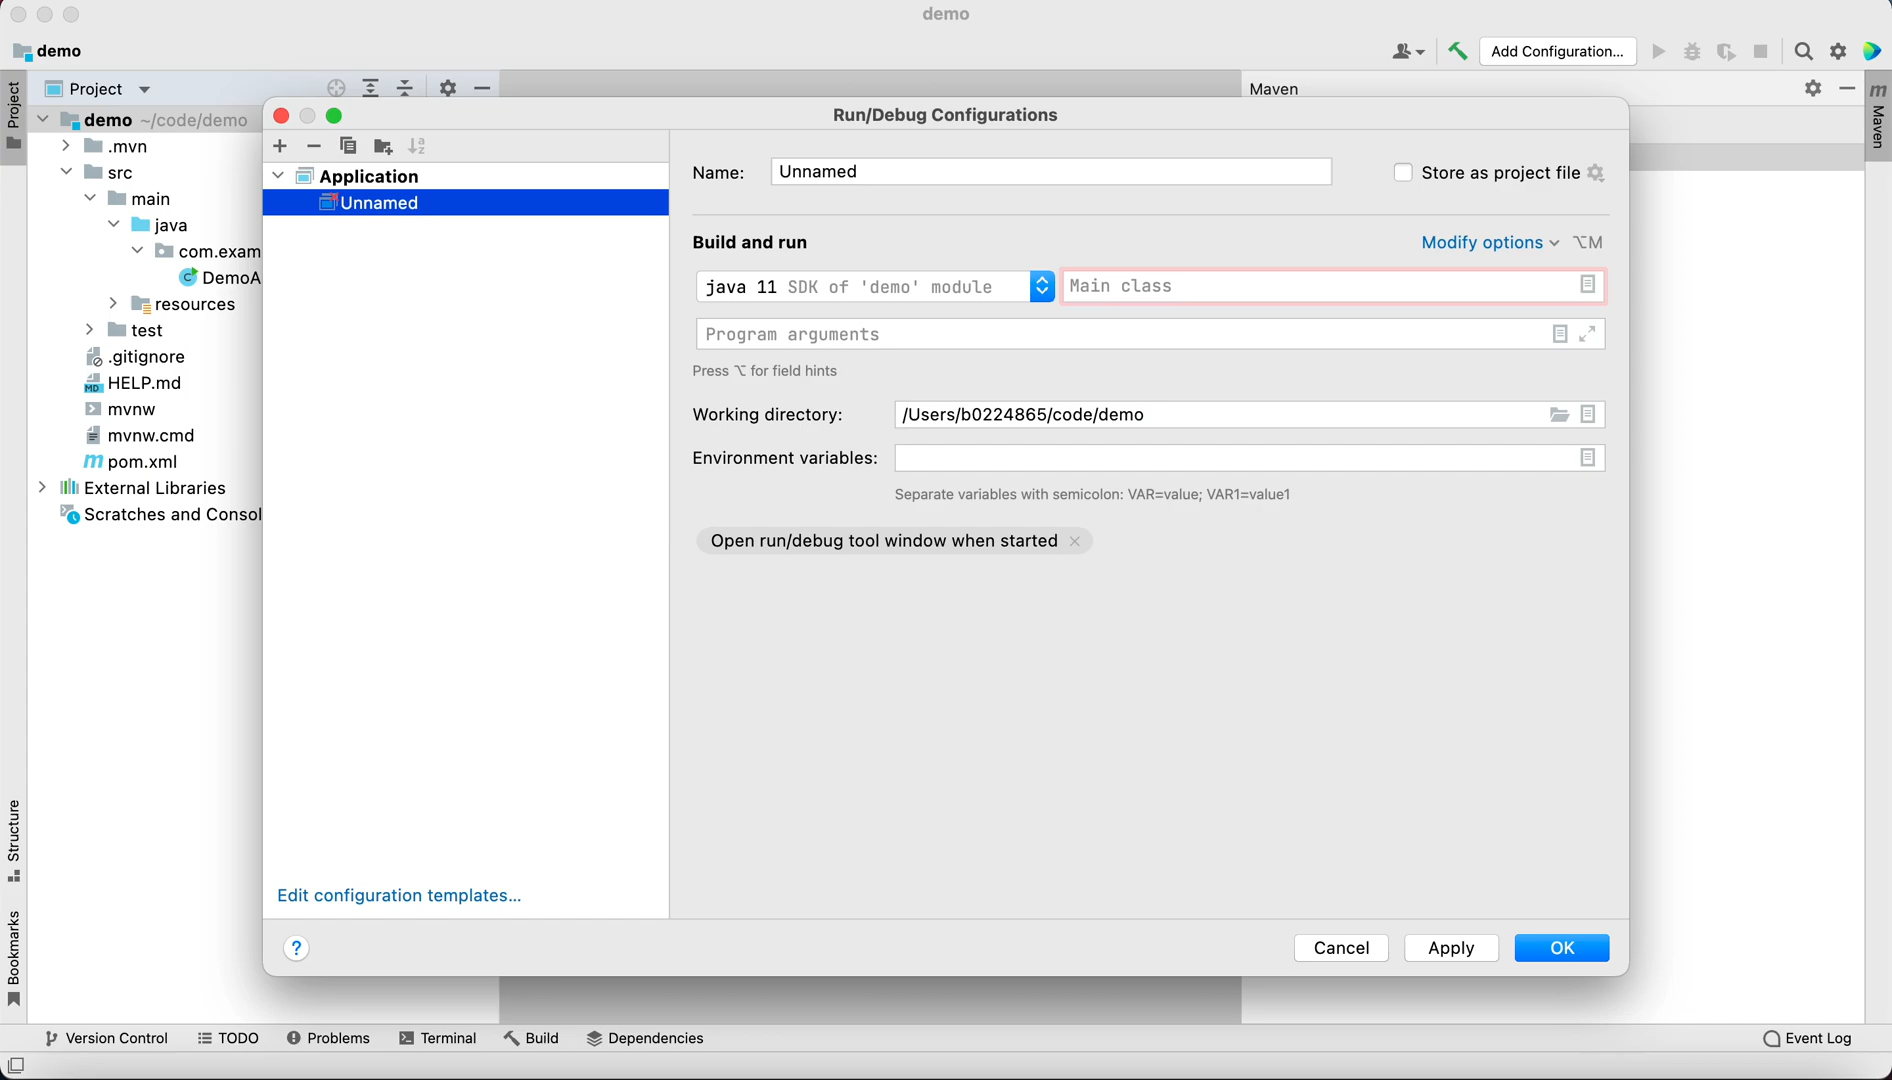 demo
demo
Add Configuration...
Project
Maven
Project
demo ~/code/demo
.mvn
src
main
java
com.exam
DemoA
resources
test
.gitignore
HELP.md
mvnw
mvnw.cmd
pom.xml
External Libraries
Scratches and Consol
Run/Debug Configurations
Application
Unnamed
Edit configuration templates...
Name: Unnamed
Store as project file
Build and run
Modify options ⌥M
java 11 SDK of 'demo' module
Main class
Program arguments
Press ⌥ for field hints
Working directory: /Users/b0224865/code/demo
Environment variables:
Separate variables with semicolon: VAR=value; VAR1=value1
Open run/debug tool window when started
?
Cancel
Apply
OK
m
Maven
Structure
Bookmarks
Version Control
TODO
Problems
Terminal
Build
Dependencies
Event Log